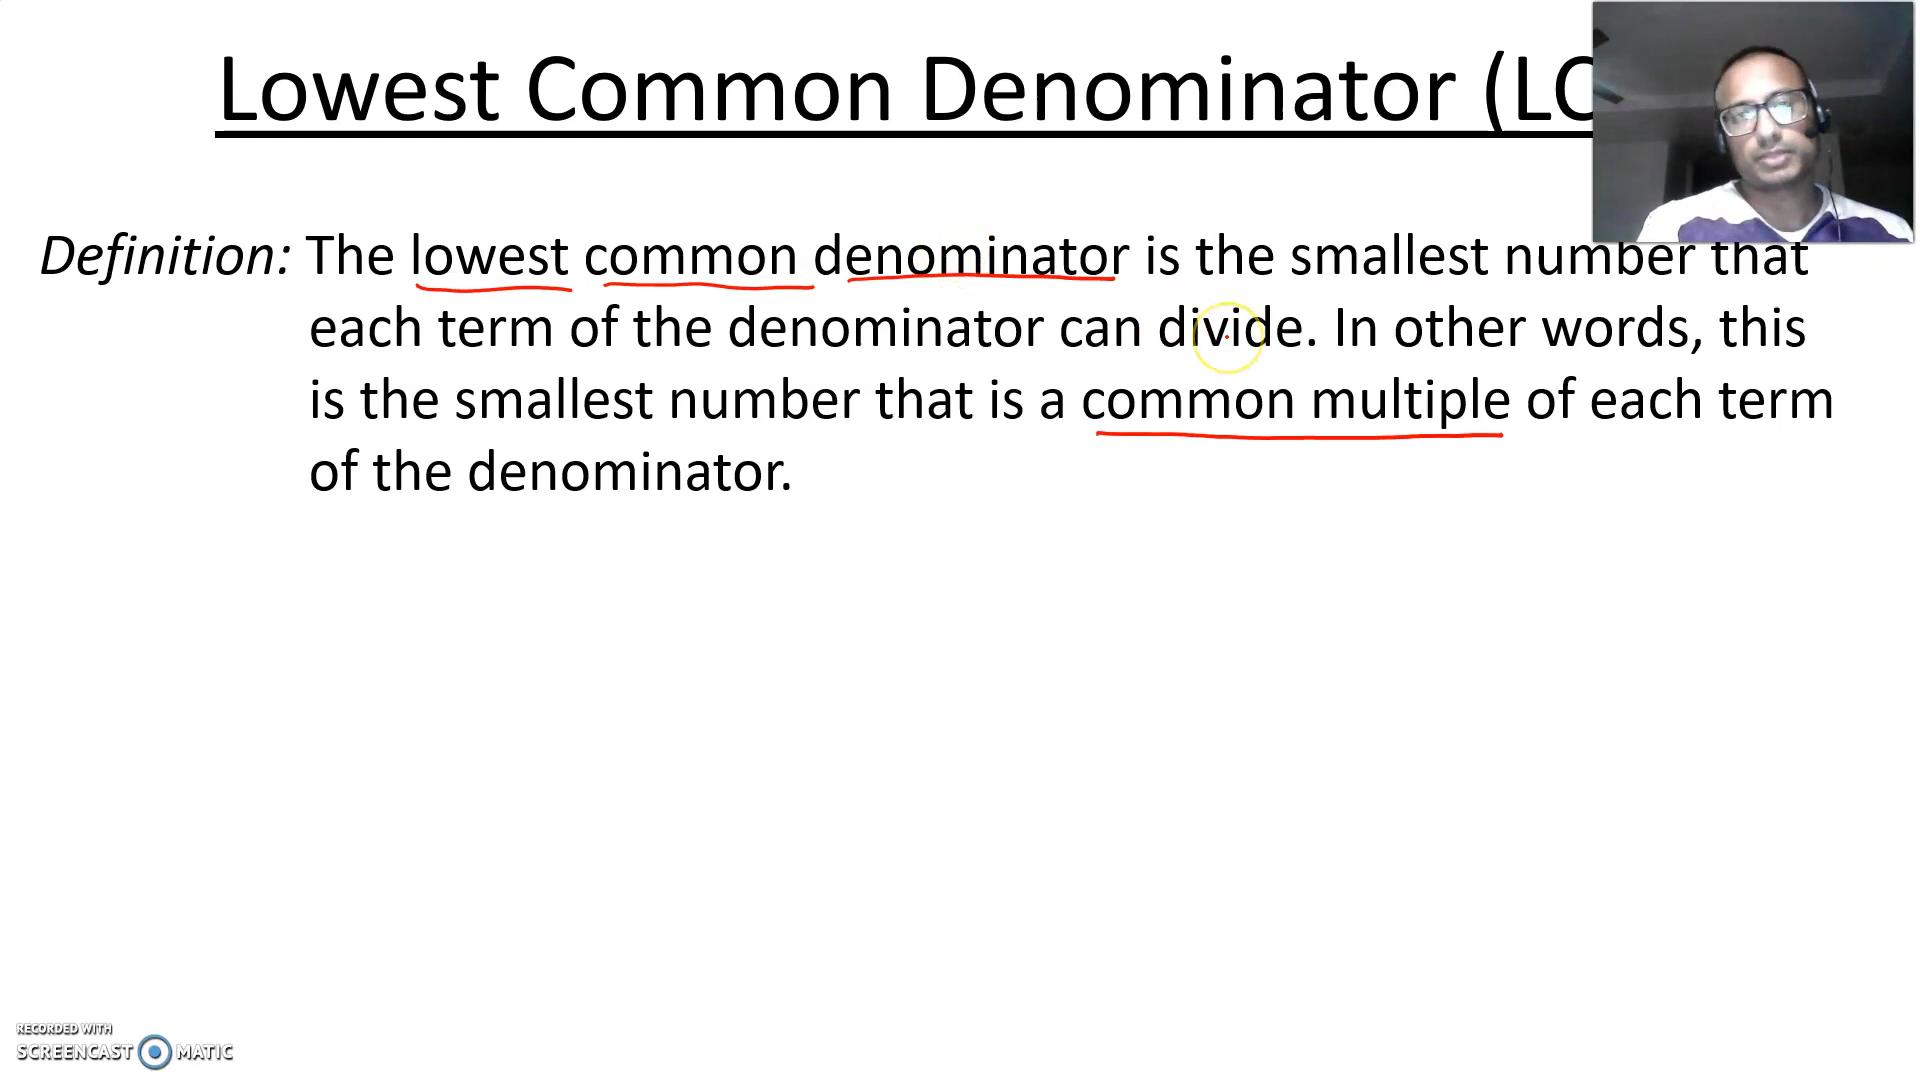 Lowest Common Denominator (LC
Definition: The lowest common denominator is the smallest number that
each term of the denominator can divide. In other words, this
is the smallest number that is a common multiple of each term
of the denominator.
RECORDED WITH
SCREENCAST MATIC